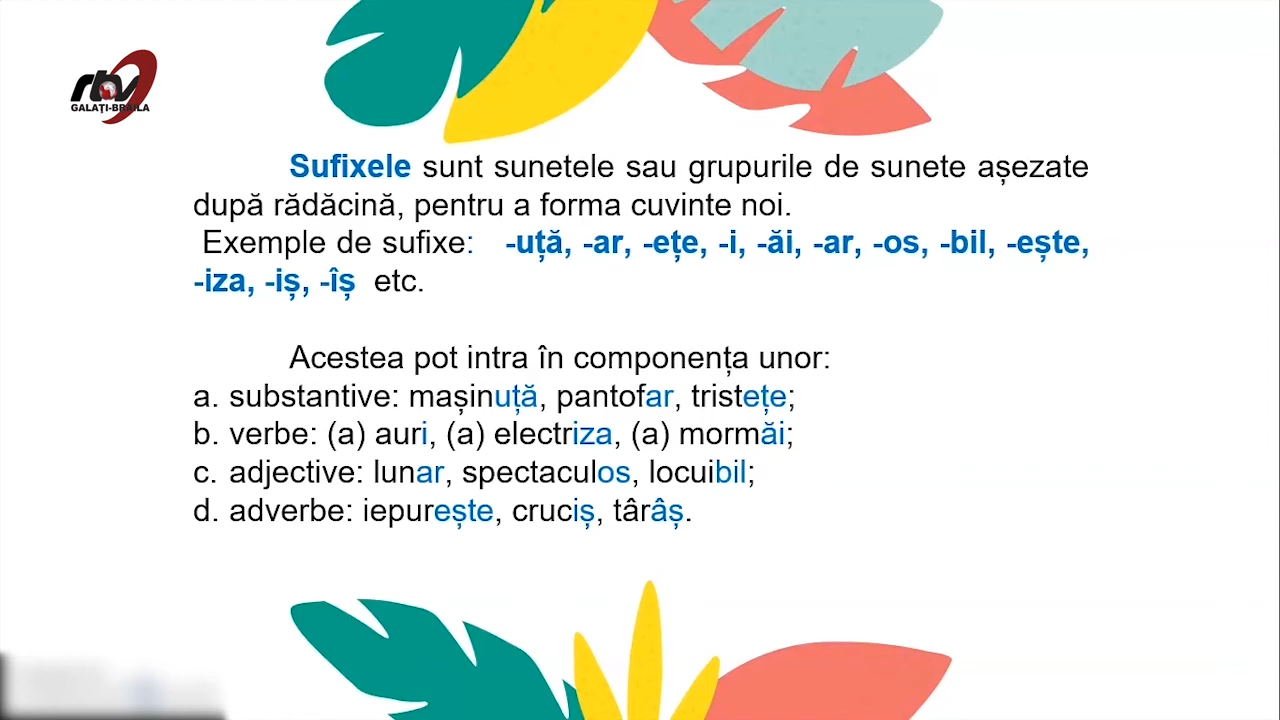 rtv
GALAȚI-BRĂILA
Sufixele sunt sunetele sau grupurile de sunete așezate
după rădăcină, pentru a forma cuvinte noi.
Exemple de sufixe: -uță, -ar, -ețe, -i, -ăi, -ar, -os, -bil, -ește,
-iza, -iș, -îș etc.
Acestea pot intra în componența unor:
a. substantive: mașinuță, pantofar, tristețe;
b. verbe: (a) auri, (a) electriza, (a) mormăi;
c. adjective: lunar, spectaculos, locuibil;
d. adverbe: iepurește, cruciș, târâș.